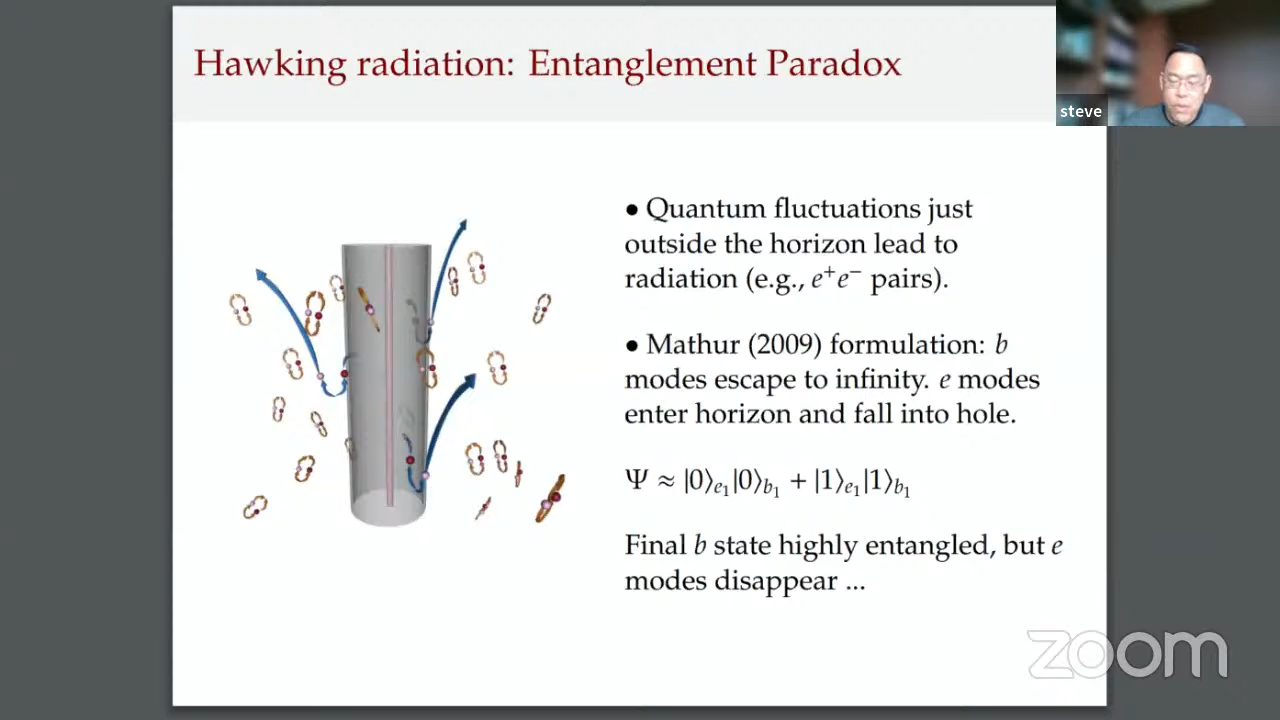 Hawking radiation: Entanglement Paradox
steve
• Quantum fluctuations just
outside the horizon lead to
radiation (e.g., e⁺e⁻ pairs).
• Mathur (2009) formulation: b
modes escape to infinity. e modes
enter horizon and fall into hole.
Ψ ≈ |0⟩e₁|0⟩b₁ + |1⟩e₁|1⟩b₁
Final b state highly entangled, but e
modes disappear ...
zoom